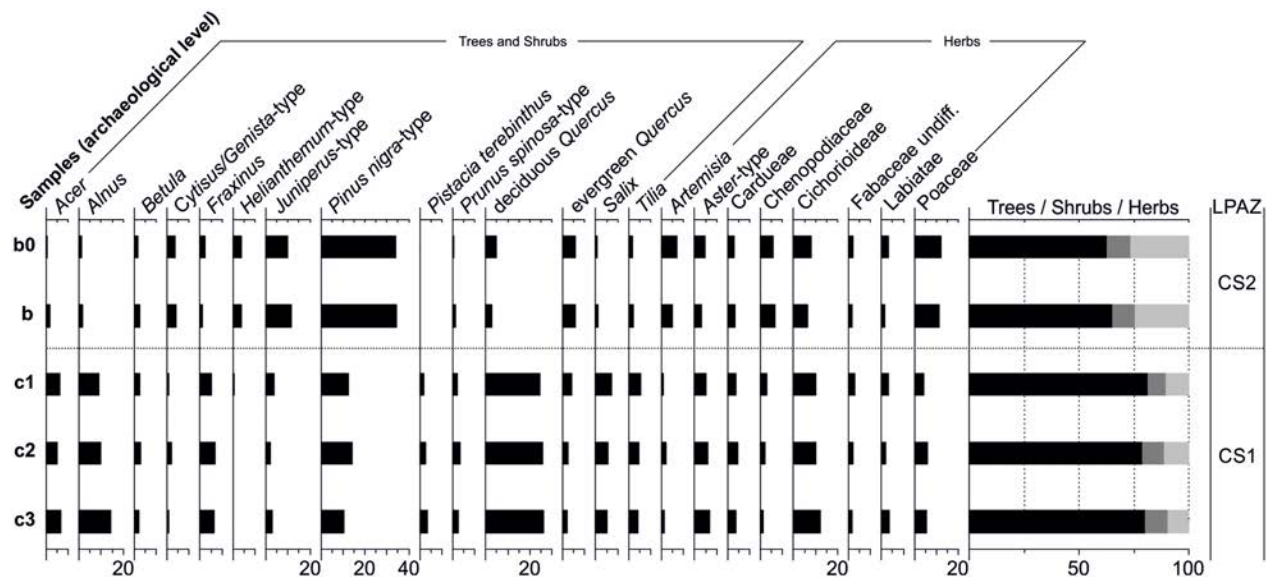 Trees and Shrubs
Herbs
Samples (archaeological level)
Acer
Alnus
Betula
Cytisus/Genista-type
Fraxinus
Helianthemum-type
Juniperus-type
Pinus nigra-type
Pistacia terebinthus
Prunus spinosa-type
deciduous Quercus
evergreen Quercus
Salix
Tilia
Artemisia
Aster-type
Cardueae
Chenopodiaceae
Cichorioideae
Fabaceae undiff.
Labiatae
Poaceae
Trees / Shrubs / Herbs
LPAZ
b0
b
CS2
c1
c2
CS1
c3
20 20 20 40 20 20 20 50 100